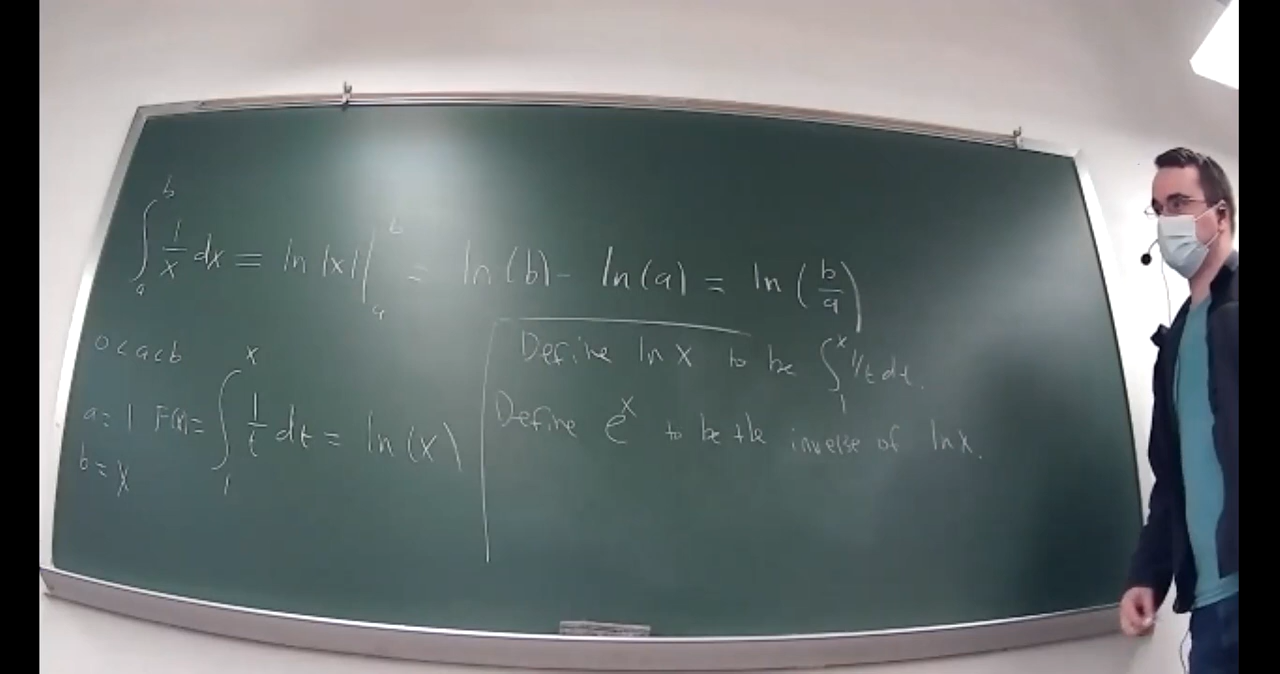 ∫_a^b 1/x dx = ln |x| |_a^b = ln(b) - ln(a) = ln(b/a)
0 < a < b
a = 1 F(x) = ∫_1^x 1/t dt = ln(x)
b = x
Define ln x to be ∫_1^x 1/t dt.
Define e^x to be the inverse of ln x.